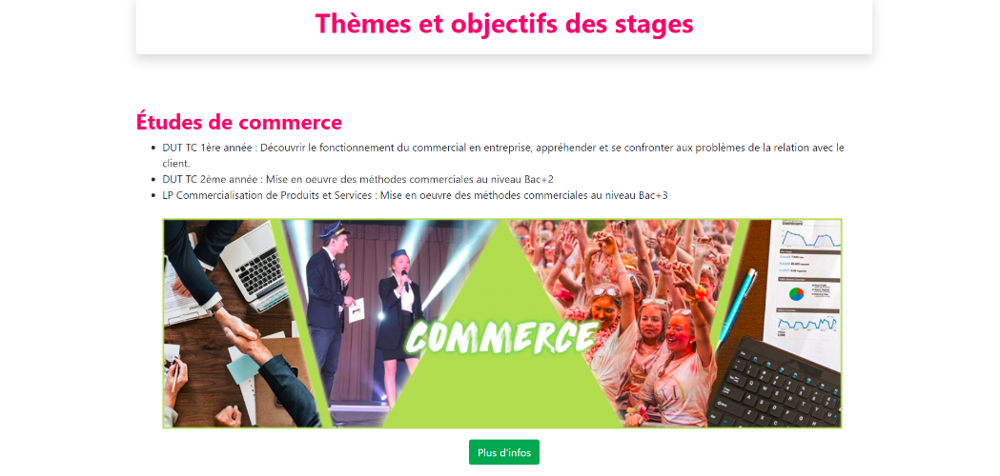 Thèmes et objectifs des stages
Études de commerce
DUT TC 1ère année : Découvrir le fonctionnement du commercial en entreprise, appréhender et se confronter aux problèmes de la relation avec le
client.
DUT TC 2ème année : Mise en oeuvre des méthodes commerciales au niveau Bac+2
LP Commercialisation de Produits et Services : Mise en oeuvre des méthodes commerciales au niveau Bac+3
COMMERCE
Plus d'infos